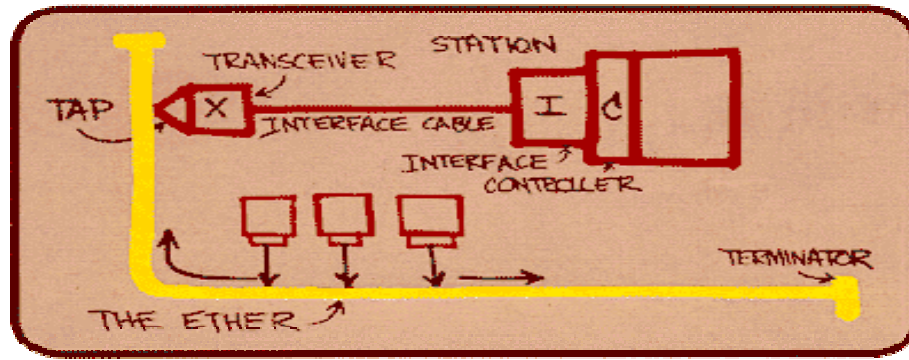 STATION
TRANSCEIVER
TAP
X
I
C
INTERFACE CABLE
INTERFACE
CONTROLLER
TERMINATOR
THE ETHER